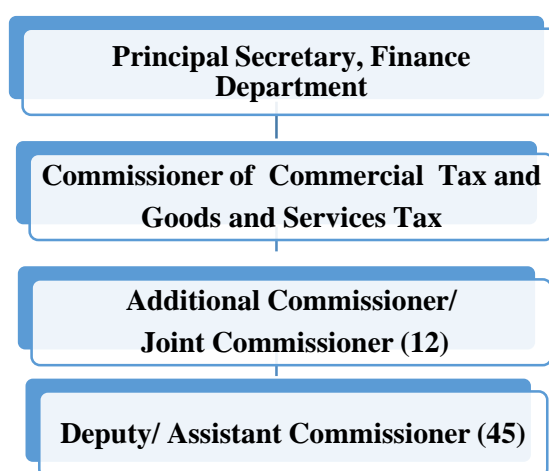 Principal Secretary, Finance
Department
Commissioner of Commercial Tax and
Goods and Services Tax
Additional Commissioner/
Joint Commissioner (12)
Deputy/ Assistant Commissioner (45)